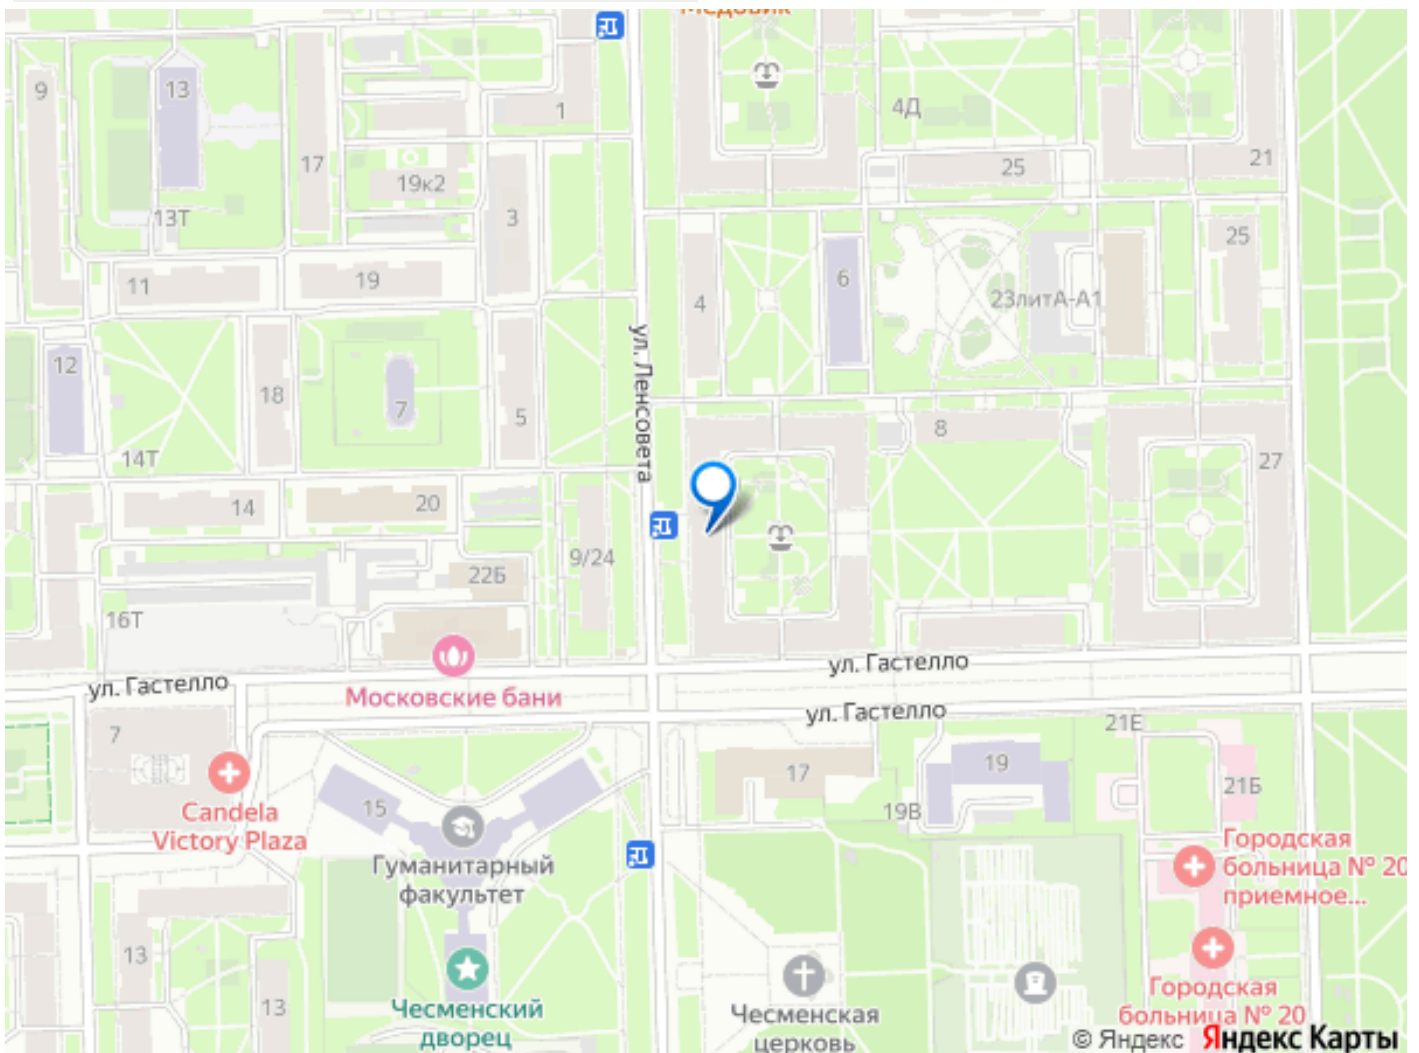 Медовик
9
13
1
4Д
17
25
21
19к2
13Т
3
25
6
11
19
4
23литА-А1
ул. Ленсовета
12
18
7
5
8
14Т
27
14
20
9/24
22Б
16Т
ул. Гастелло
ул. Гастелло
Московские бани
ул. Гастелло
7
21Е
17
19
21Б
15
19В
Candela
Victory Plaza
Городская
больница № 20
приемное...
Гуманитарный
факультет
13
13
Чесменский
дворец
Чесменская
церковь
Городская
больница № 20
© Яндекс Яндекс Карты